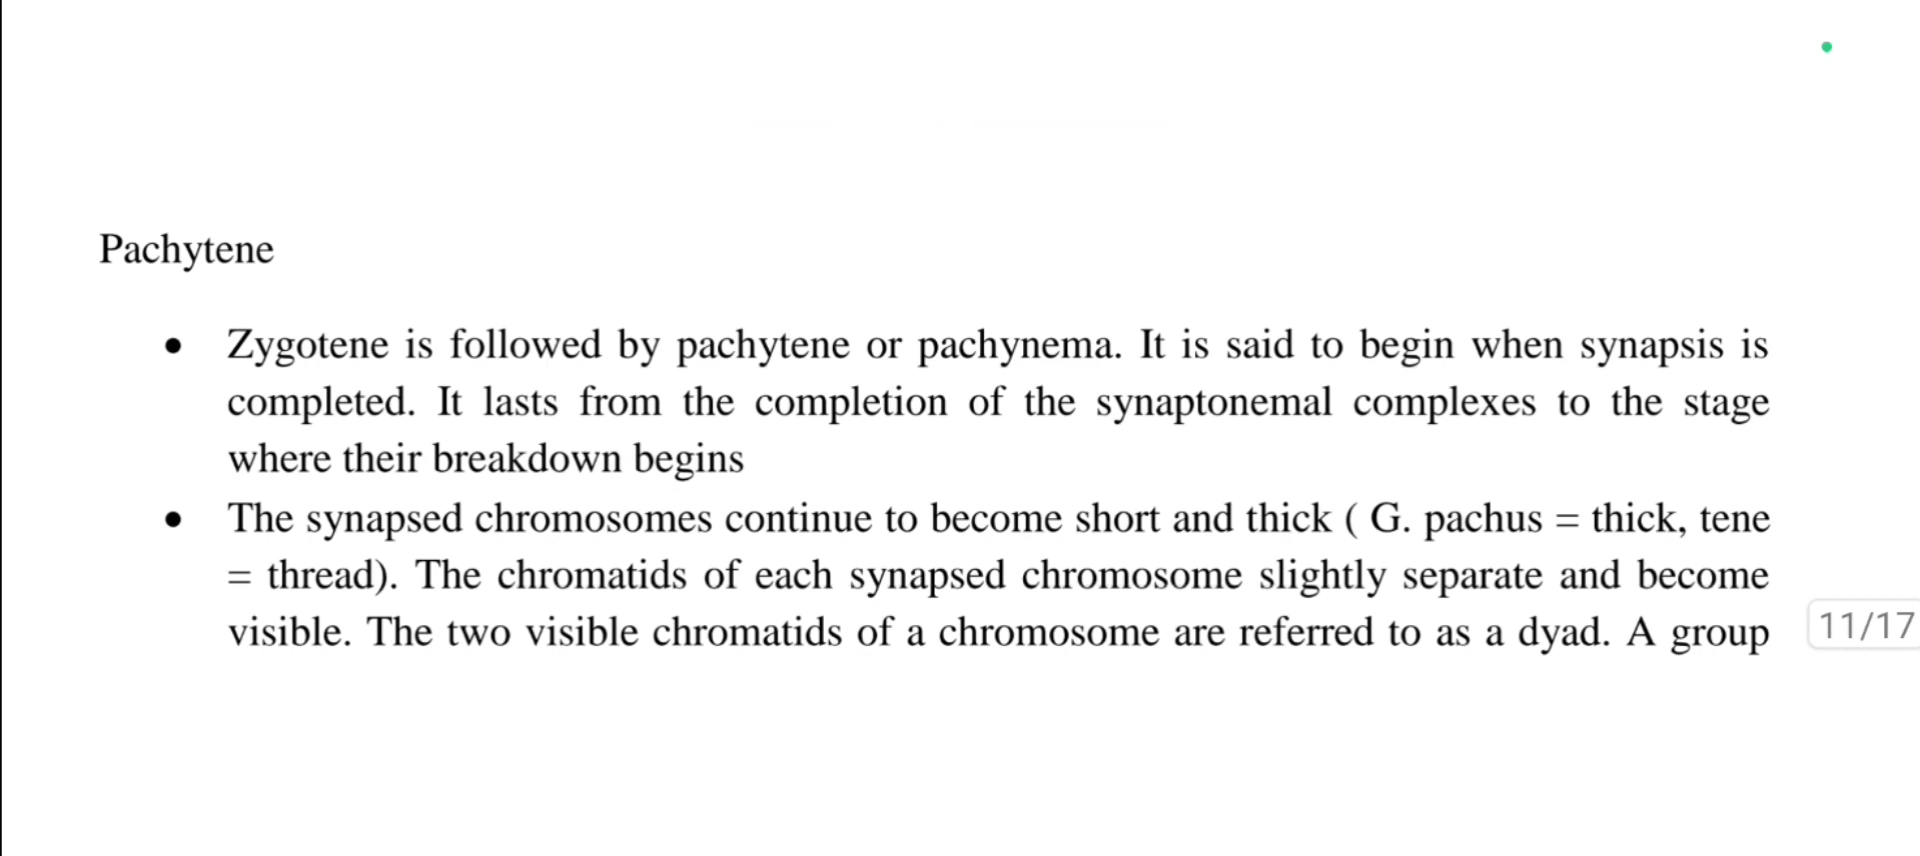 Pachytene
• Zygotene is followed by pachytene or pachynema. It is said to begin when synapsis is
completed. It lasts from the completion of the synaptonemal complexes to the stage
where their breakdown begins
• The synapsed chromosomes continue to become short and thick ( G. pachus = thick, tene
= thread). The chromatids of each synapsed chromosome slightly separate and become
visible. The two visible chromatids of a chromosome are referred to as a dyad. A group
11/17